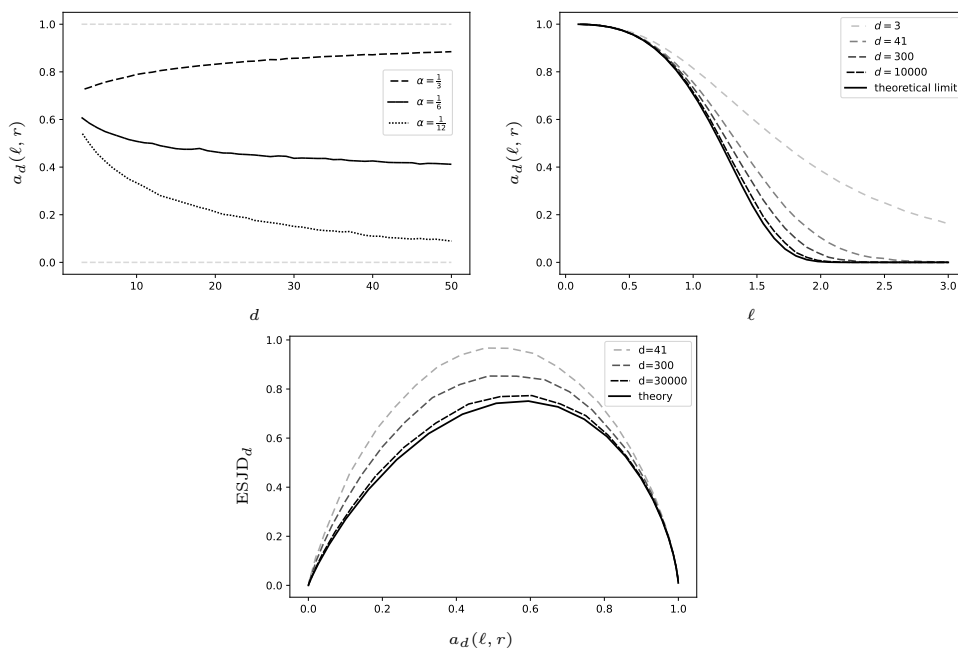 1.0
0.8
0.6
0.4
0.2
0.0
a_d(ℓ, r)
α = 1/3
α = 1/6
α = 1/12
10 20 30 40 50
d
1.0
0.8
0.6
0.4
0.2
0.0
a_d(ℓ, r)
d = 3
d = 41
d = 300
d = 10000
theoretical limit
0.0 0.5 1.0 1.5 2.0 2.5 3.0
ℓ
1.0
0.8
0.6
0.4
0.2
0.0
ESJD_d
d=41
d=300
d=30000
theory
0.0 0.2 0.4 0.6 0.8 1.0
a_d(ℓ, r)